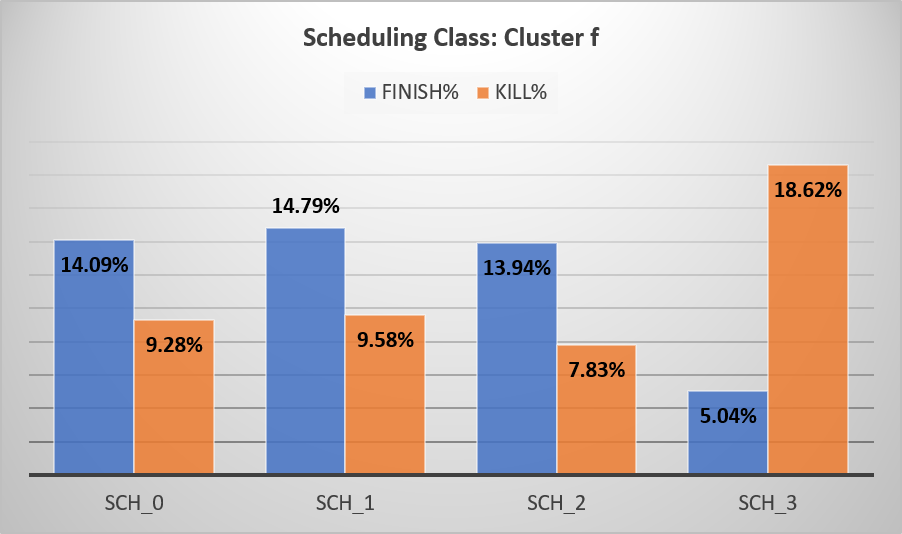 Scheduling Class: Cluster f
FINISH% KILL%
14.09%
9.28%
14.79%
9.58%
13.94%
7.83%
5.04%
18.62%
SCH_0 SCH_1 SCH_2 SCH_3